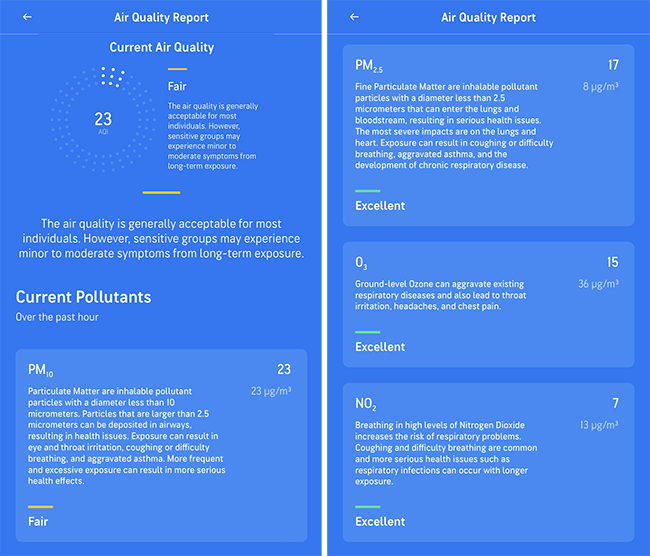 Air Quality Report
Current Air Quality
23
AQI
Fair
The air quality is generally
acceptable for most
individuals. However,
sensitive groups may
experience minor to
moderate symptoms from
long-term exposure.
The air quality is generally acceptable for most
individuals. However, sensitive groups may experience
minor to moderate symptoms from long-term exposure.
Current Pollutants
Over the past hour
PM₁₀ 23
23 µg/m³
Particulate Matter are inhalable pollutant
particles with a diameter less than 10
micrometers. Particles that are larger than 2.5
micrometers can be deposited in airways,
resulting in health issues. Exposure can result in
eye and throat irritation, coughing or difficulty
breathing, and aggravated asthma. More frequent
and excessive exposure can result in more serious
health effects.
Fair
Air Quality Report
PM₂.₅ 17
8 µg/m³
Fine Particulate Matter are inhalable pollutant
particles with a diameter less than 2.5
micrometers that can enter the lungs and
bloodstream, resulting in serious health issues.
The most severe impacts are on the lungs and
heart. Exposure can result in coughing or difficulty
breathing, aggravated asthma, and the
development of chronic respiratory disease.
Excellent
O₃ 15
36 µg/m³
Ground-level Ozone can aggravate existing
respiratory diseases and also lead to throat
irritation, headaches, and chest pain.
Excellent
NO₂ 7
13 µg/m³
Breathing in high levels of Nitrogen Dioxide
increases the risk of respiratory problems.
Coughing and difficulty breathing are common
and more serious health issues such as
respiratory infections can occur with longer
exposure.
Excellent